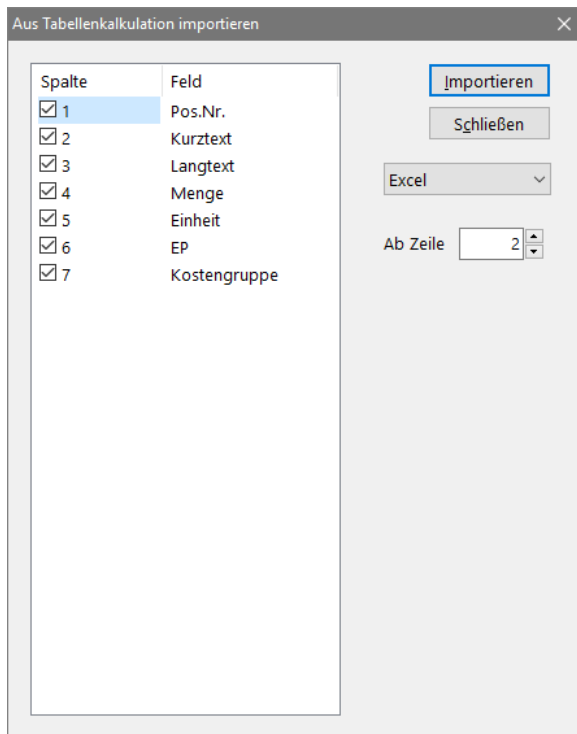 Aus Tabellenkalkulation importieren
Spalte Feld
1 Pos.Nr.
2 Kurztext
3 Langtext
4 Menge
5 Einheit
6 EP
7 Kostengruppe
Importieren
Schließen
Excel
Ab Zeile 2